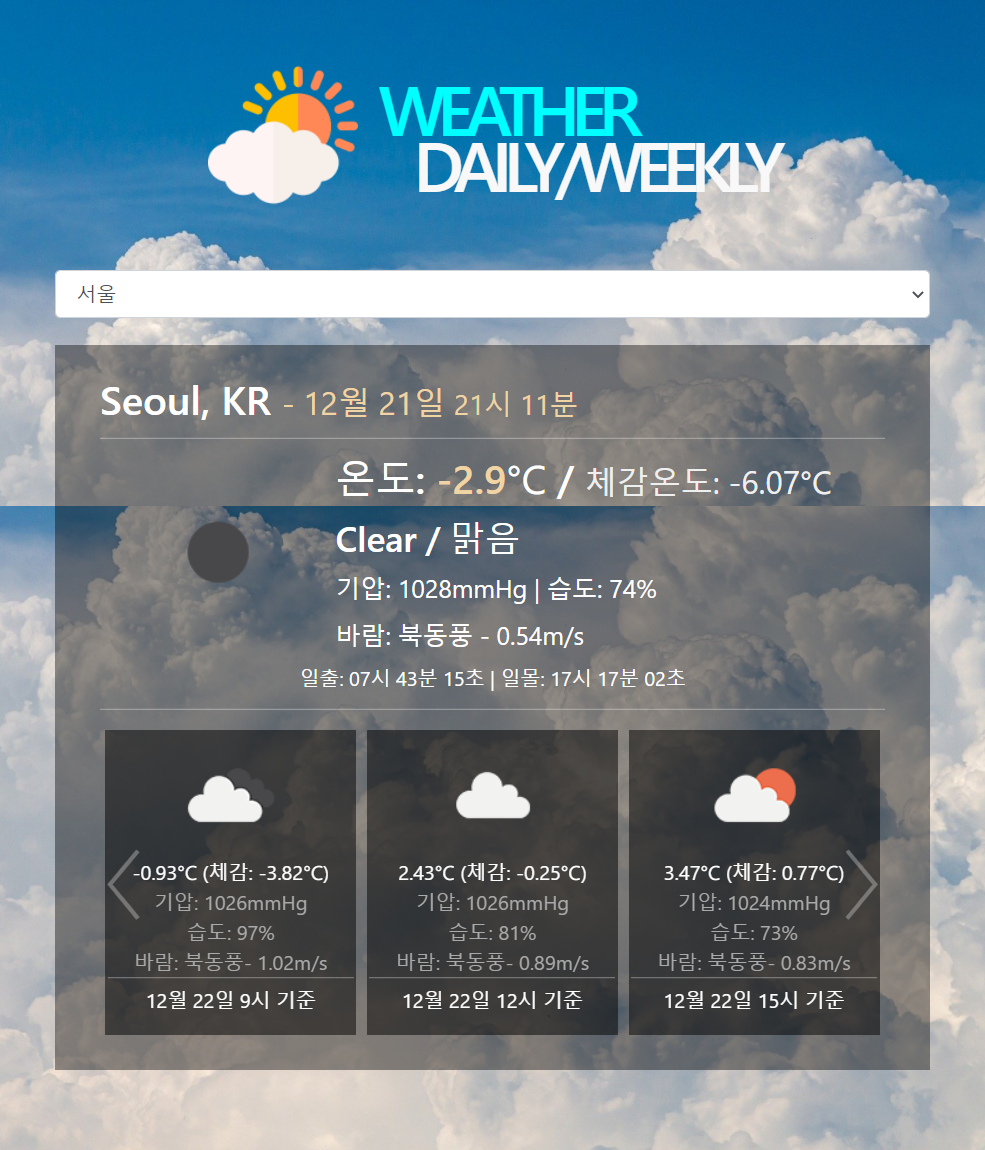 WEATHER
DAILY/WEEKLY
서울
Seoul, KR - 12월 21일 21시 11분
온도: -2.9°C / 체감온도: -6.07°C
Clear / 맑음
기압: 1028mmHg | 습도: 74%
바람: 북동풍 - 0.54m/s
일출: 07시 43분 15초 | 일몰: 17시 17분 02초
-0.93°C (체감: -3.82°C)
기압: 1026mmHg
습도: 97%
바람: 북동풍- 1.02m/s
12월 22일 9시 기준
2.43°C (체감: -0.25°C)
기압: 1026mmHg
습도: 81%
바람: 북동풍- 0.89m/s
12월 22일 12시 기준
3.47°C (체감: 0.77°C)
기압: 1024mmHg
습도: 73%
바람: 북동풍- 0.83m/s
12월 22일 15시 기준